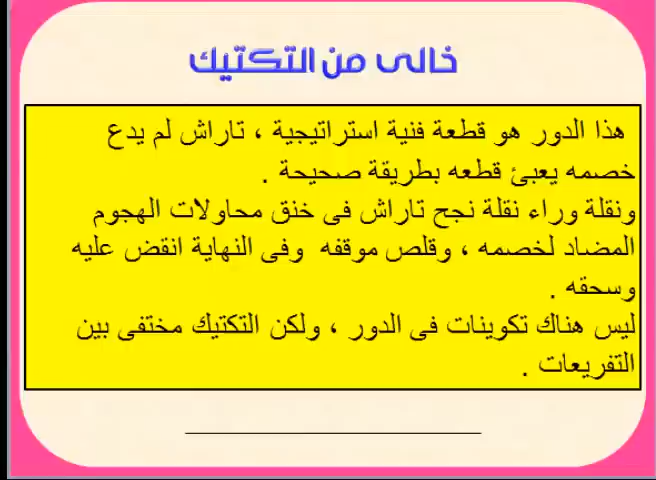 خالى من التكتيك
هذا الدور هو قطعة فنية استراتيجية ، تاراش لم يدع
خصمه يعبئ قطعه بطريقة صحيحة .
ونقلة وراء نقلة نجح تاراش فى خنق محاولات الهجوم
المضاد لخصمه ، وقلص موقفه وفى النهاية انقض عليه
وسحقه .
ليس هناك تكوينات فى الدور ، ولكن التكتيك مختفى بين
التفريعات .